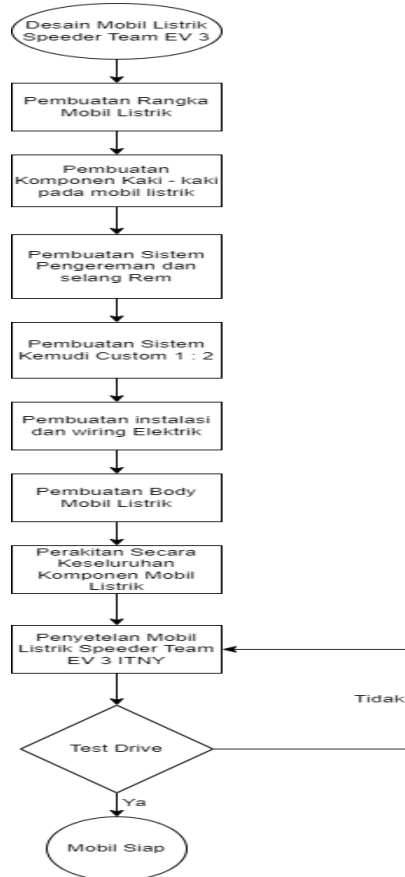 Desain Mobil Listrik
Speeder Team EV 3
Pembuatan Rangka
Mobil Listrik
Pembuatan
Komponen Kaki - kaki
pada mobil listrik
Pembuatan Sistem
Pengereman dan
selang Rem
Pembuatan Sistem
Kemudi Custom 1 : 2
Pembuatan instalasi
dan wiring Elektrik
Pembuatan Body
Mobil Listrik
Perakitan Secara
Keseluruhan
Komponen Mobil
Listrik
Penyetelan Mobil
Listrik Speeder Team
EV 3 ITNY
Tidak
Test Drive
Ya
Mobil Siap